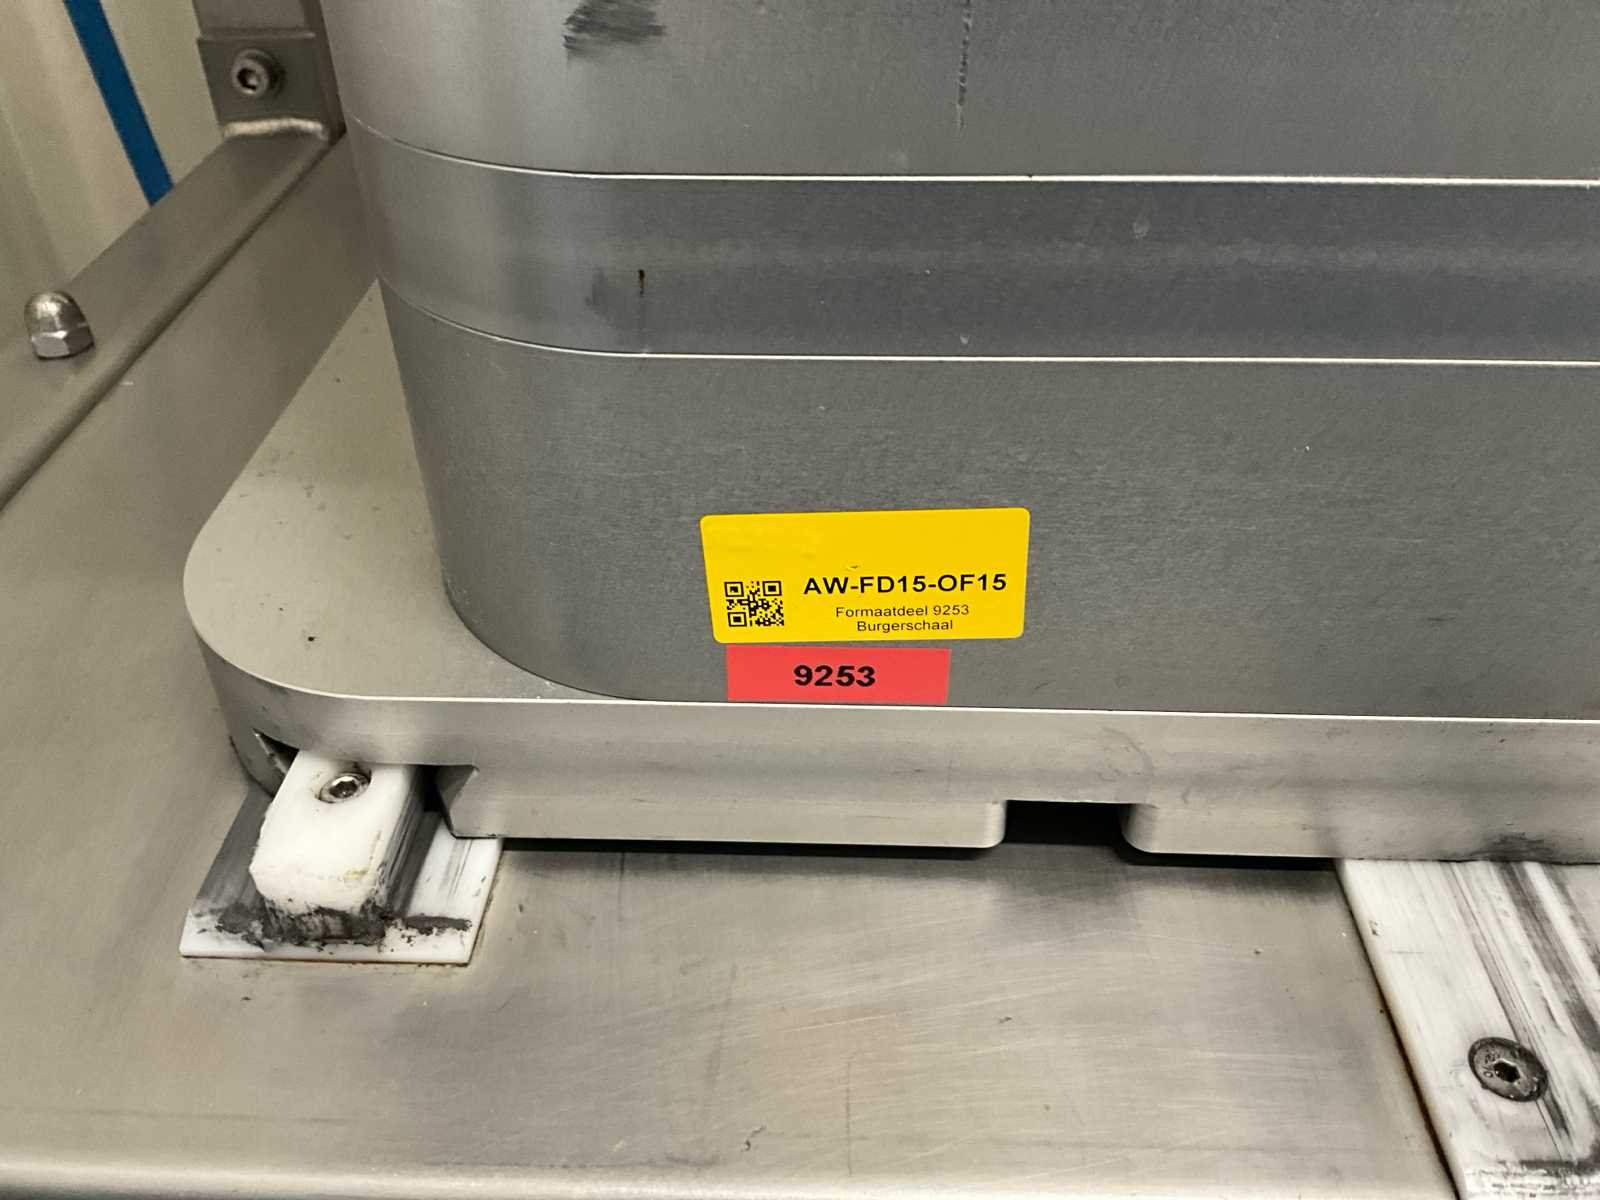 AW-FD15-OF15
Formaatdeel 9253
Burgerschaal
9253